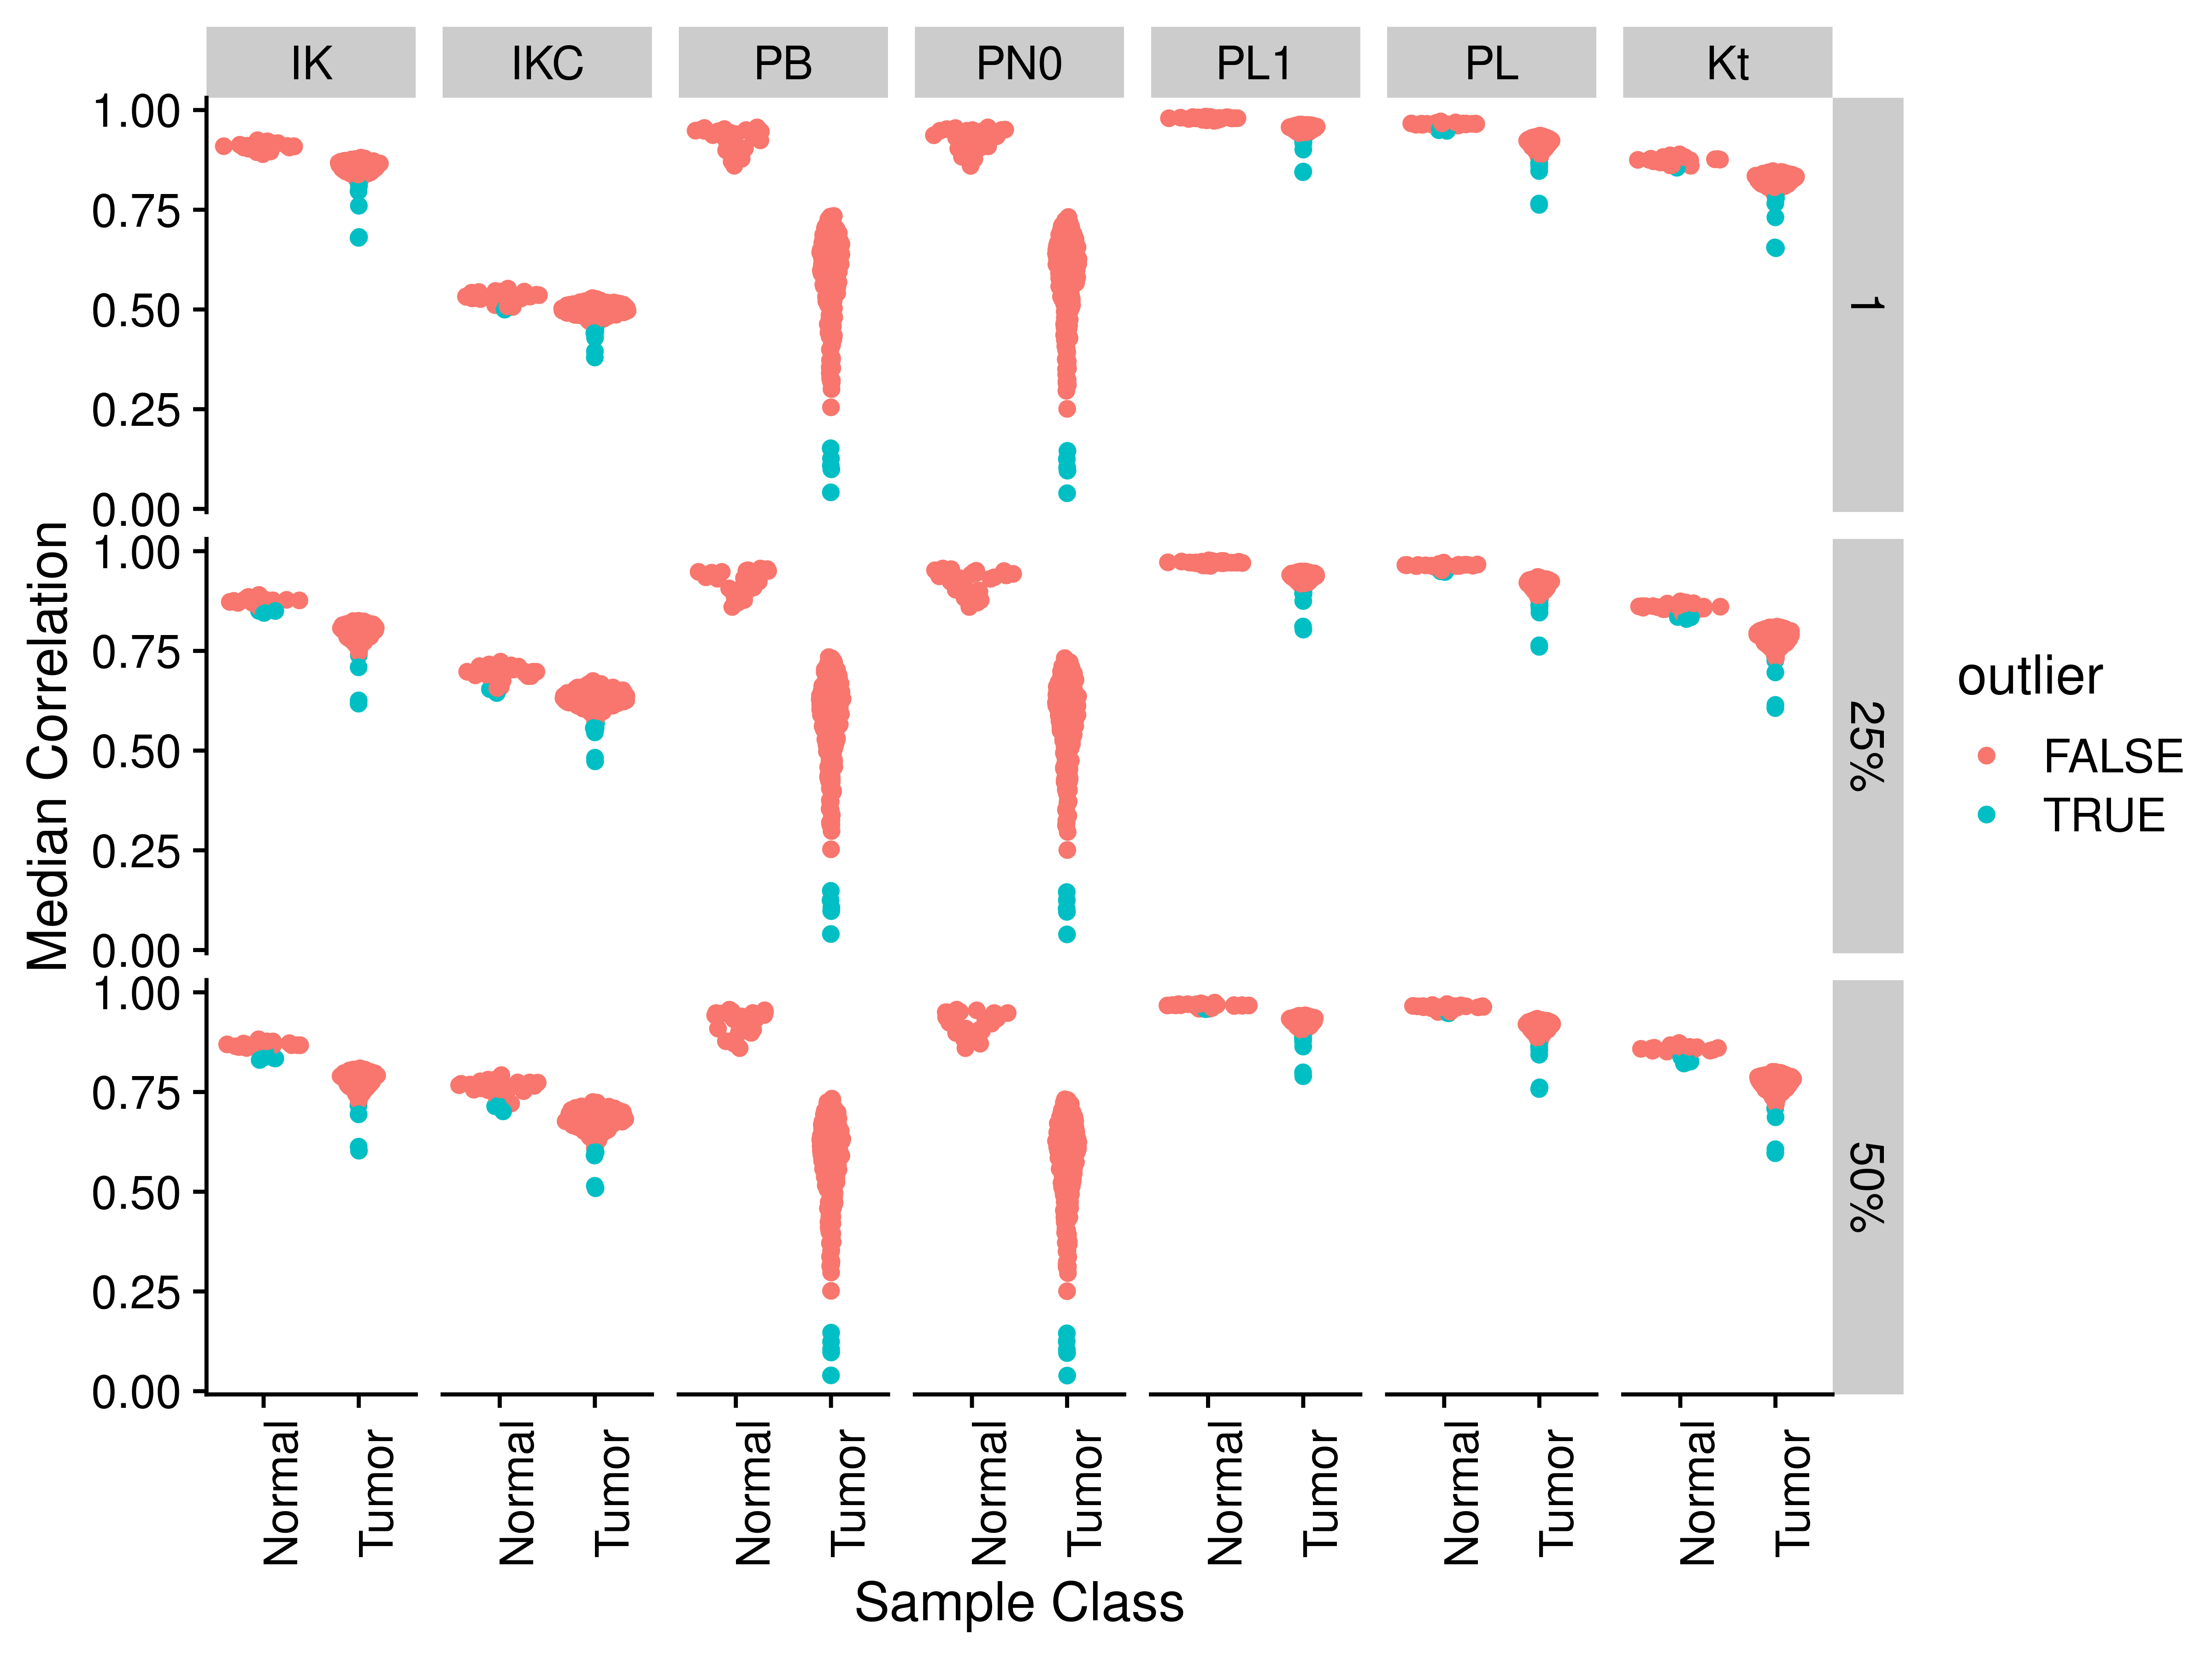 IK IKC PB PN0 PL1 PL Kt
1.00
0.75
0.50
0.25
0.00
1
1.00
0.75
0.50
0.25
0.00
25%
1.00
0.75
0.50
0.25
0.00
50%
Median Correlation
Normal Tumor Normal Tumor Normal Tumor Normal Tumor Normal Tumor Normal Tumor Normal Tumor
Sample Class
outlier
FALSE
TRUE